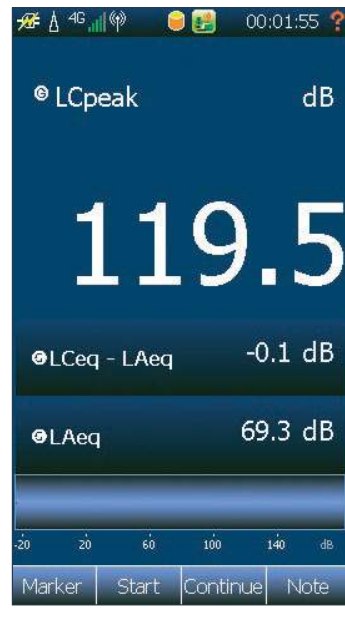 4G 00:01:55 ?
G LCpeak dB
119.5
G LCeq - LAeq -0.1 dB
G LAeq 69.3 dB
-20 20 60 100 140 dB
Marker Start Continue Note